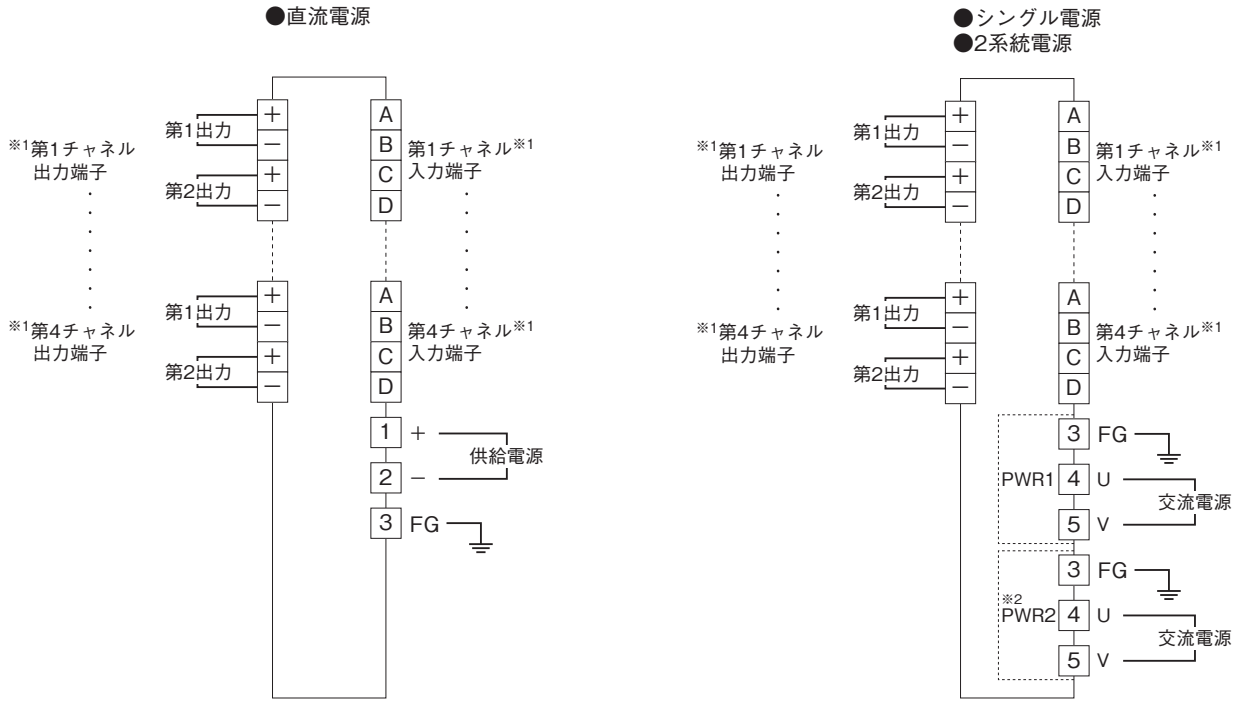 ●直流電源
第1出力
+
−
※1第1チャネル
出力端子
第2出力
+
−
A
B
C
D
第1チャネル※1
入力端子
第1出力
+
−
※1第4チャネル
出力端子
第2出力
+
−
A
B
C
D
第4チャネル※1
入力端子
1 +
2 −
供給電源
3 FG
●シングル電源
●2系統電源
第1出力
+
−
※1第1チャネル
出力端子
第2出力
+
−
A
B
C
D
第1チャネル※1
入力端子
第1出力
+
−
※1第4チャネル
出力端子
第2出力
+
−
A
B
C
D
第4チャネル※1
入力端子
3 FG
PWR1 4 U
交流電源
5 V
3 FG
※2
PWR2 4 U
交流電源
5 V